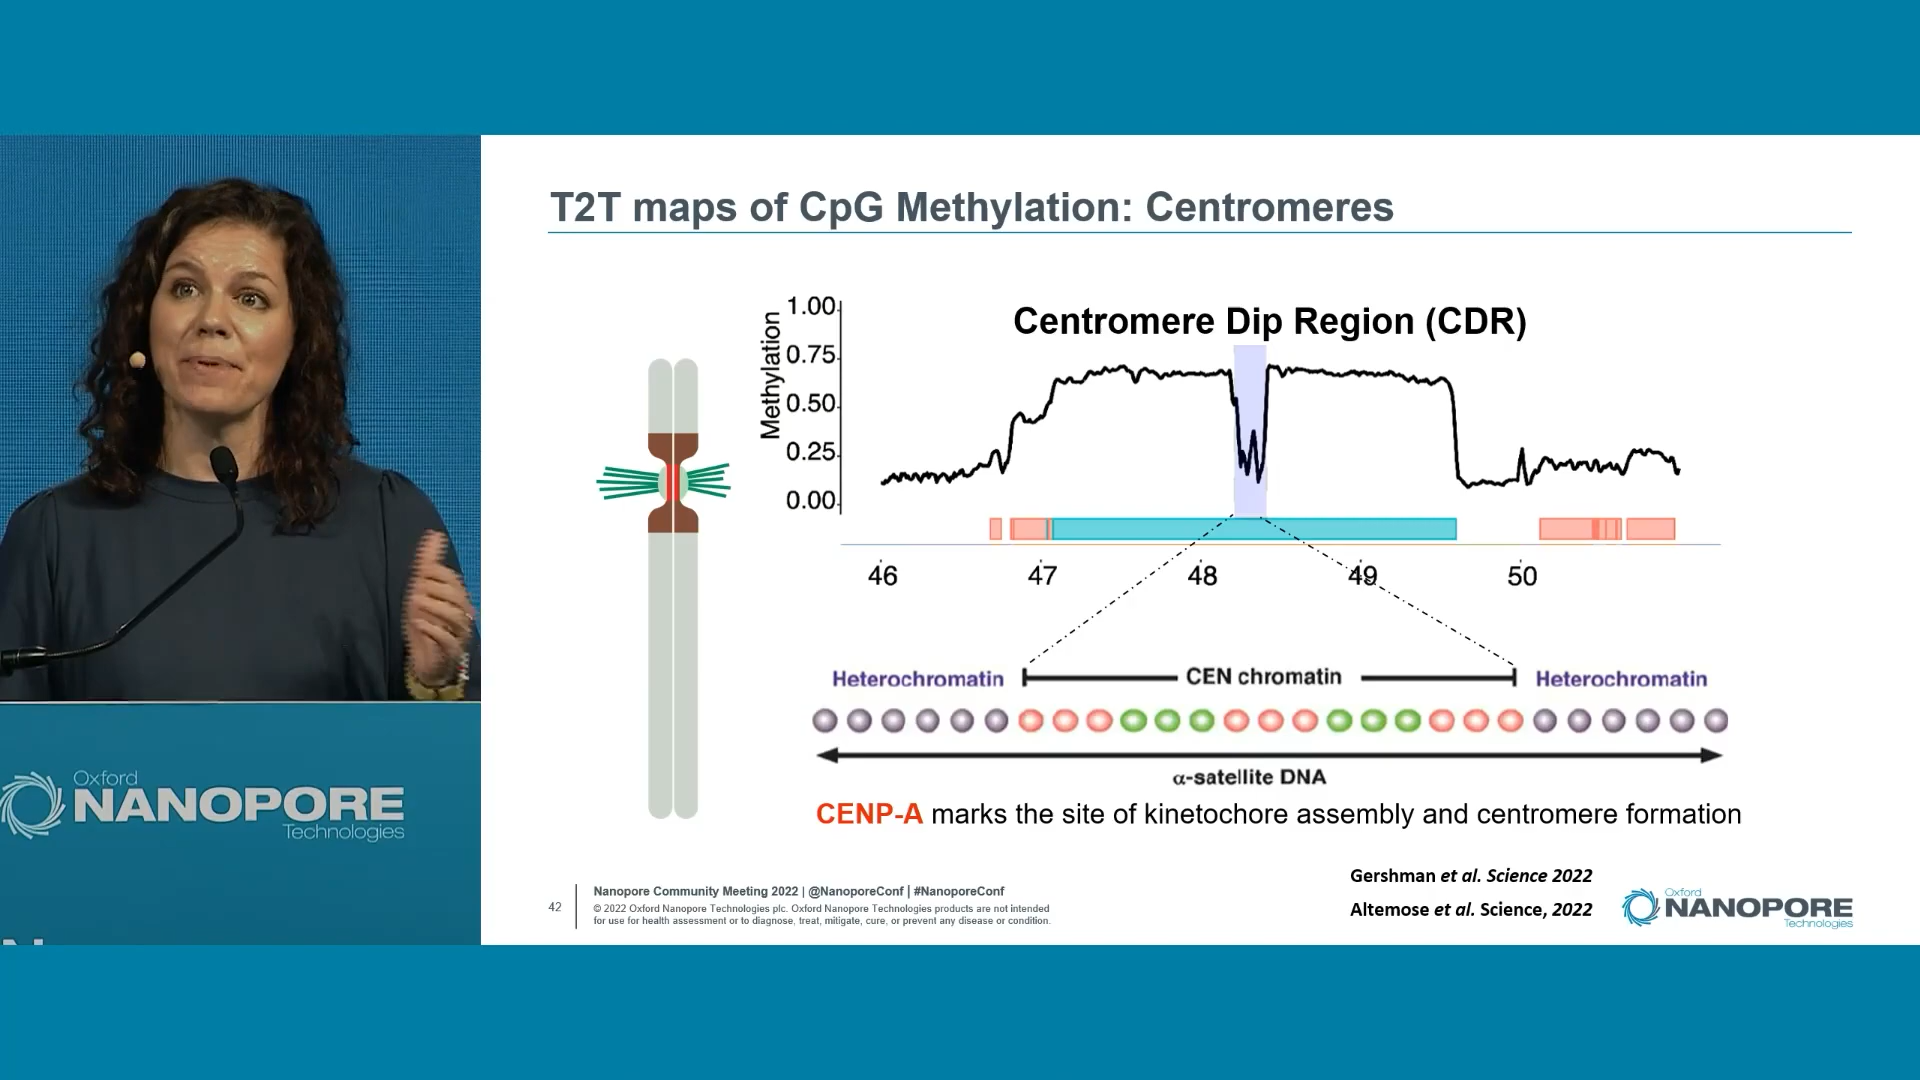 T2T maps of CpG Methylation: Centromeres
Centromere Dip Region (CDR)
Methylation
1.00
0.75
0.50
0.25
0.00
46 47 48 49 50
Heterochromatin CEN chromatin Heterochromatin
α-satellite DNA
CENP-A marks the site of kinetochore assembly and centromere formation
Gershman et al. Science 2022
Altemose et al. Science, 2022
42
Nanopore Community Meeting 2022 | @NanoporeConf | #NanoporeConf
© 2022 Oxford Nanopore Technologies plc. Oxford Nanopore Technologies products are not intended
for use for health assessment or to diagnose, treat, mitigate, cure, or prevent any disease or condition.
Oxford
NANOPORE
Technologies
Oxford
NANOPORE
Technologies